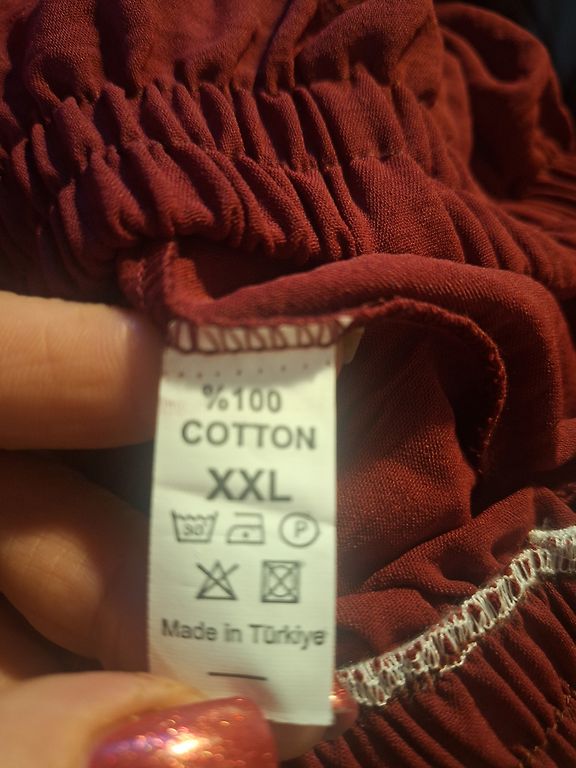 %100
COTTON
XXL
30 P
Made in Türkiye